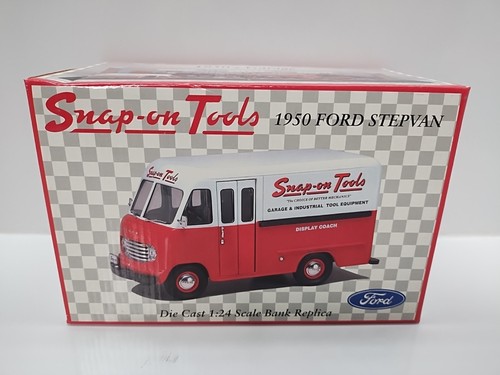 Snap-on Tools
1950 FORD STEPVAN
Snap-on Tools
Snap-on Tools
"The CHOICE OF BETTER MECHANICS"
GARAGE & INDUSTRIAL TOOL EQUIPMENT
DISPLAY COACH
Ford
Die Cast 1:24 Scale Bank Replica